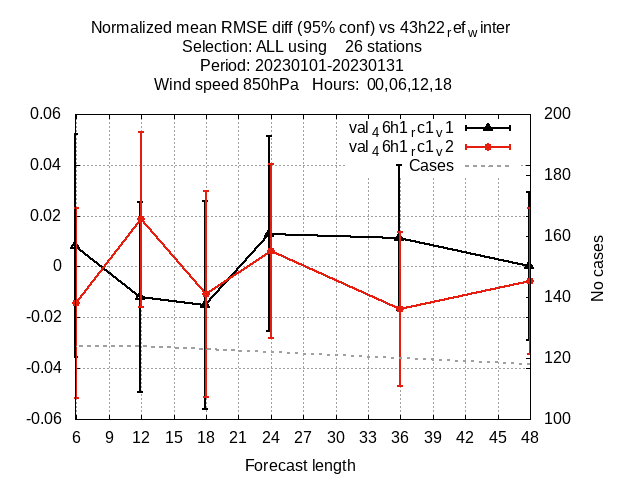 Normalized mean RMSE diff (95% conf) vs 43h22refwinter
Selection: ALL using 26 stations
Period: 20230101-20230131
Wind speed 850hPa Hours: 00,06,12,18
0.06
0.04
0.02
0
-0.02
-0.04
-0.06
200
180
160
140
120
100
val46h1rc1v1
val46h1rc1v2
Cases
No cases
6 9 12 15 18 21 24 27 30 33 36 39 42 45 48
Forecast length